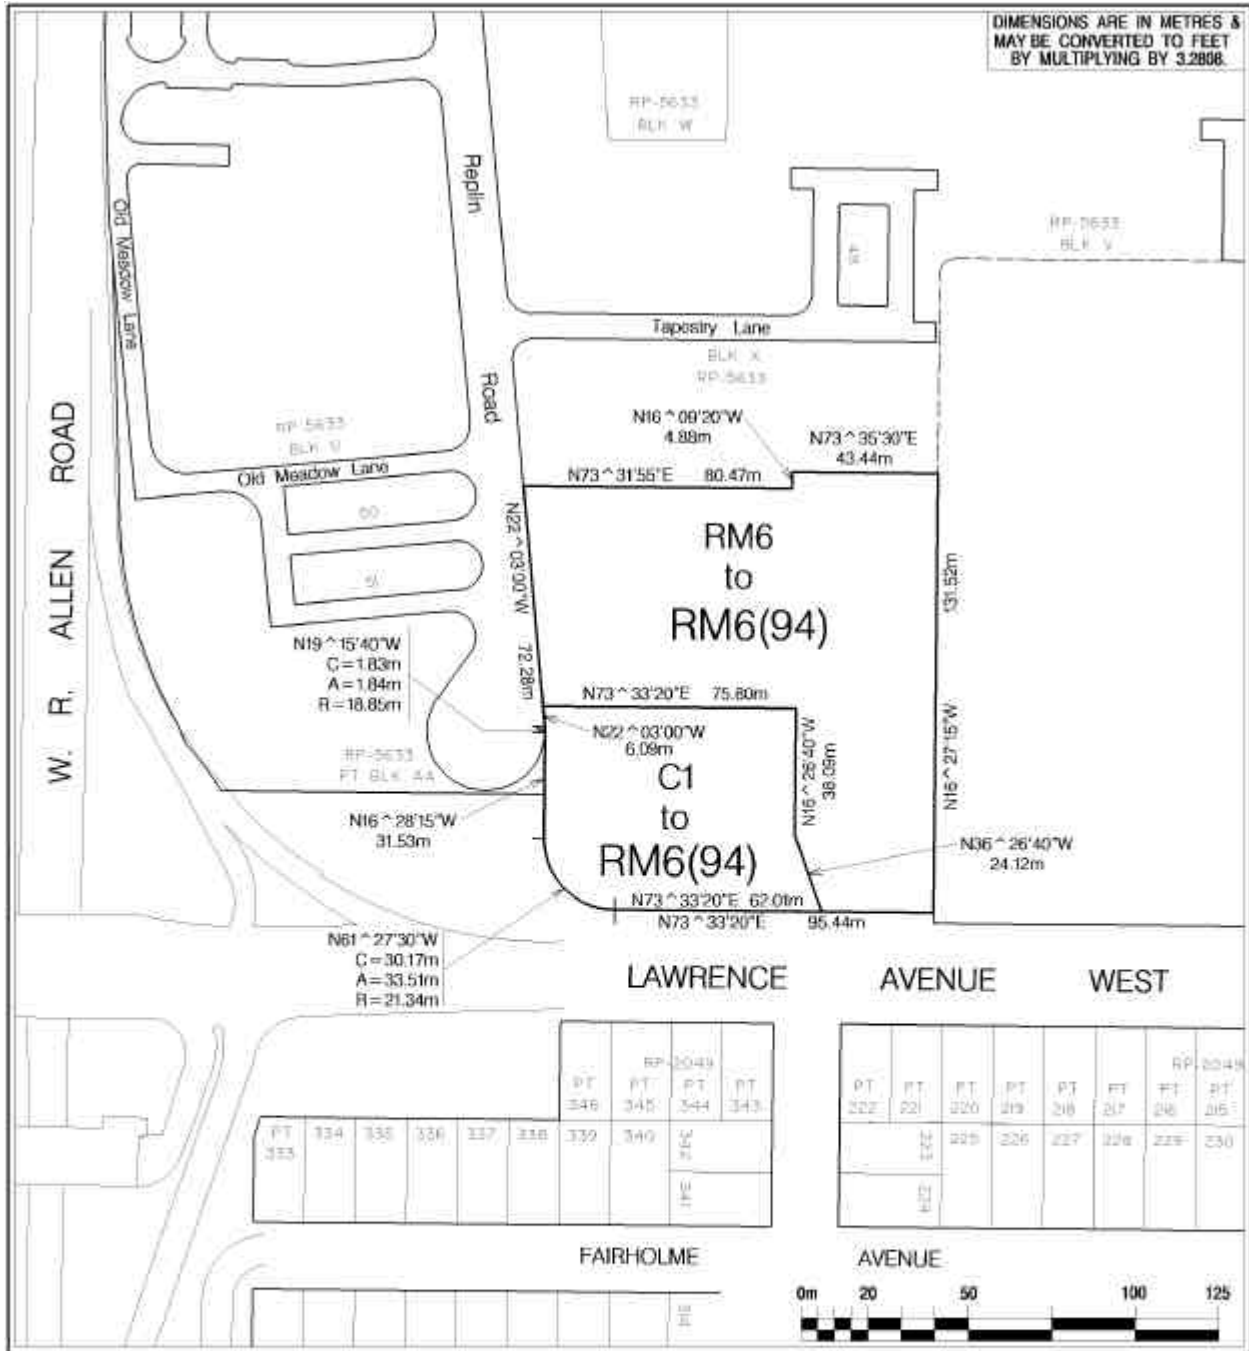 DIMENSIONS ARE IN METRES &
MAY BE CONVERTED TO FEET
BY MULTIPLYING BY 3.2808.
RP-5633
BLK W
Replin
Road
Old Meadow Lane
RP-5633
BLK V
48
Tapestry Lane
BLK X
RP-5633
N16^09'20"W
4.88m
N73^35'30"E
43.44m
RP-5633
BLK U
Old Meadow Lane
N73^31'55"E 80.47m
W. R. ALLEN ROAD
50
51
N22^03'00"W 72.28m
RM6
to
RM6(94)
131.52m
N16^27'15"W
N19^15'40"W
C=1.83m
A=1.84m
R=18.85m
N73^33'20"E 75.80m
N22^03'00"W
6.09m
RP-5633
PT BLK 44
C1
to
RM6(94)
N16^26'40"W
38.09m
N16^28'15"W
31.53m
N36^26'40"W
24.12m
N73^33'20"E 62.01m
N73^33'20"E 95.44m
N61^27'30"W
C=30.17m
A=33.51m
R=21.34m
LAWRENCE AVENUE WEST
RP-2049
RP-2049
PT 346
PT 345
PT 344
PT 343
PT 222
PT 221
PT 220
PT 219
PT 218
PT 217
PT 216
PT 215
PT 333
334
335
336
337
338
339
340
342
341
223
224
225
226
227
228
229
230
FAIRHOLME AVENUE
0m 20 50 100 125